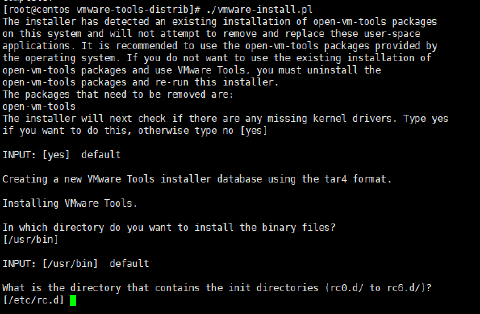 [root@centos vmware-tools-distrib]# ./vmware-install.pl
The installer has detected an existing installation of open-vm-tools packages
on this system and will not attempt to remove and replace these user-space
applications. It is recommended to use the open-vm-tools packages provided by
the operating system. If you do not want to use the existing installation of
open-vm-tools packages and use VMware Tools, you must uninstall the
open-vm-tools packages and re-run this installer.
The packages that need to be removed are:
open-vm-tools
The installer will next check if there are any missing kernel drivers. Type yes
if you want to do this, otherwise type no [yes]
INPUT: [yes]  default
Creating a new VMware Tools installer database using the tar4 format.
Installing VMware Tools.
In which directory do you want to install the binary files?
[/usr/bin]
INPUT: [/usr/bin]  default
What is the directory that contains the init directories (rc0.d/ to rc6.d/)?
[/etc/rc.d]